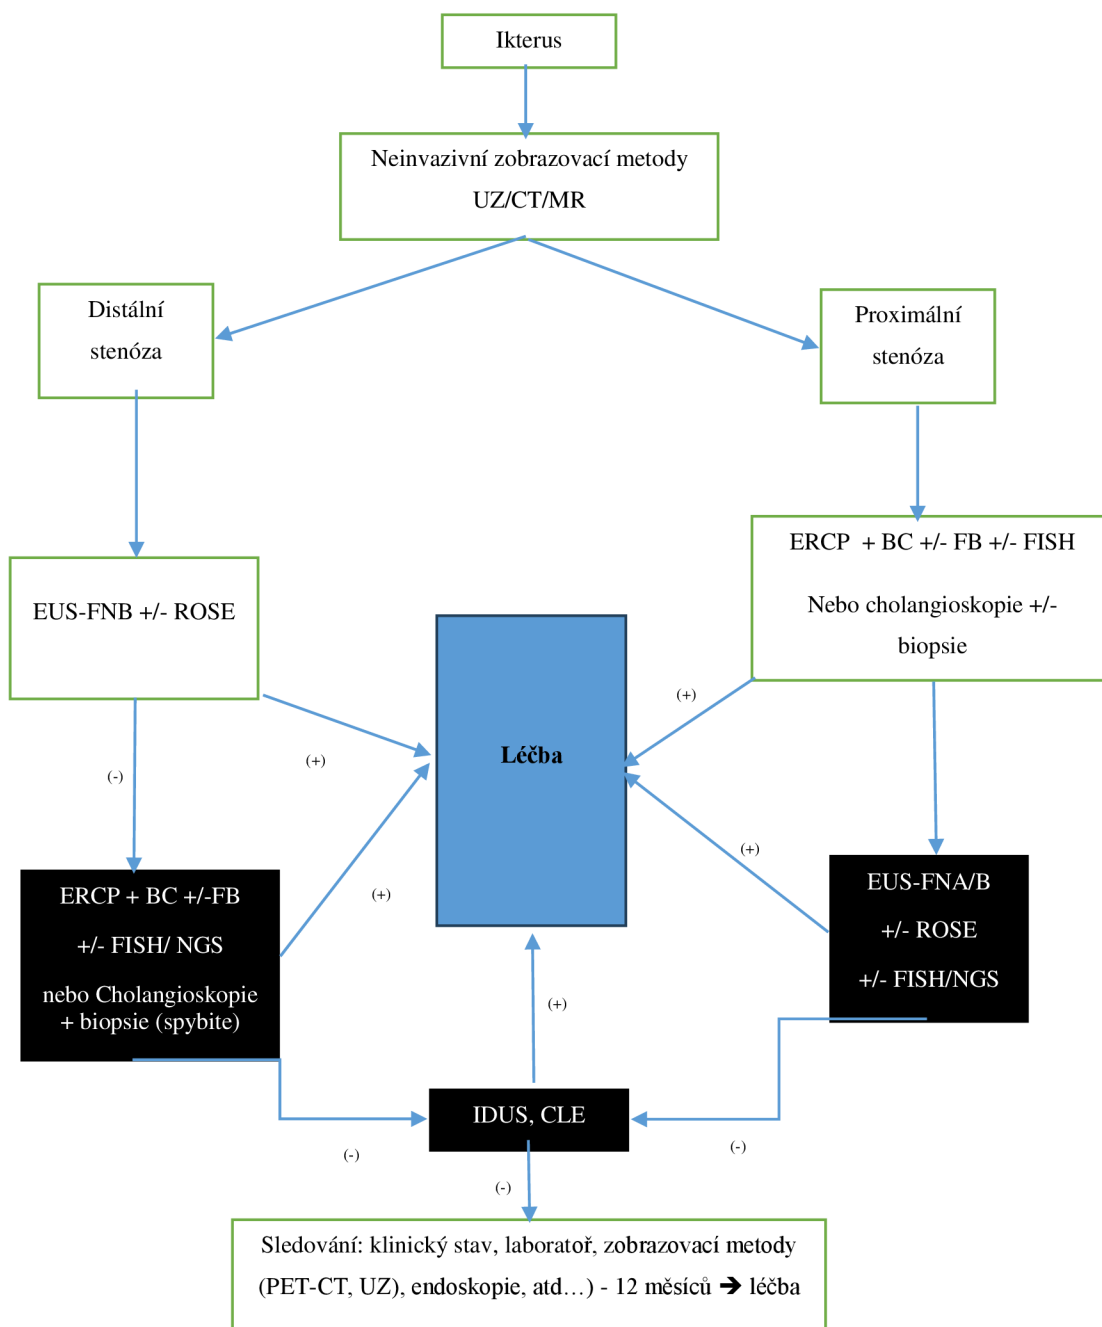 Ikterus
Neinvazivní zobrazovací metody
UZ/CT/MR
Distální
stenóza
Proximální
stenóza
ERCP + BC +/- FB +/- FISH
Nebo cholangioskopie +/-
biopsie
EUS-FNB +/- ROSE
(+)
(-)
(+)
Léčba
(+)
(+)
ERCP + BC +/-FB
+/- FISH/ NGS
nebo Cholangioskopie
+ biopsie (spybite)
EUS-FNA/B
+/- ROSE
+/- FISH/NGS
(+)
IDUS, CLE
(-)
(-)
(-)
Sledování: klinický stav, laboratoř, zobrazovací metody
(PET-CT, UZ), endoskopie, atd…) - 12 měsíců ➔ léčba